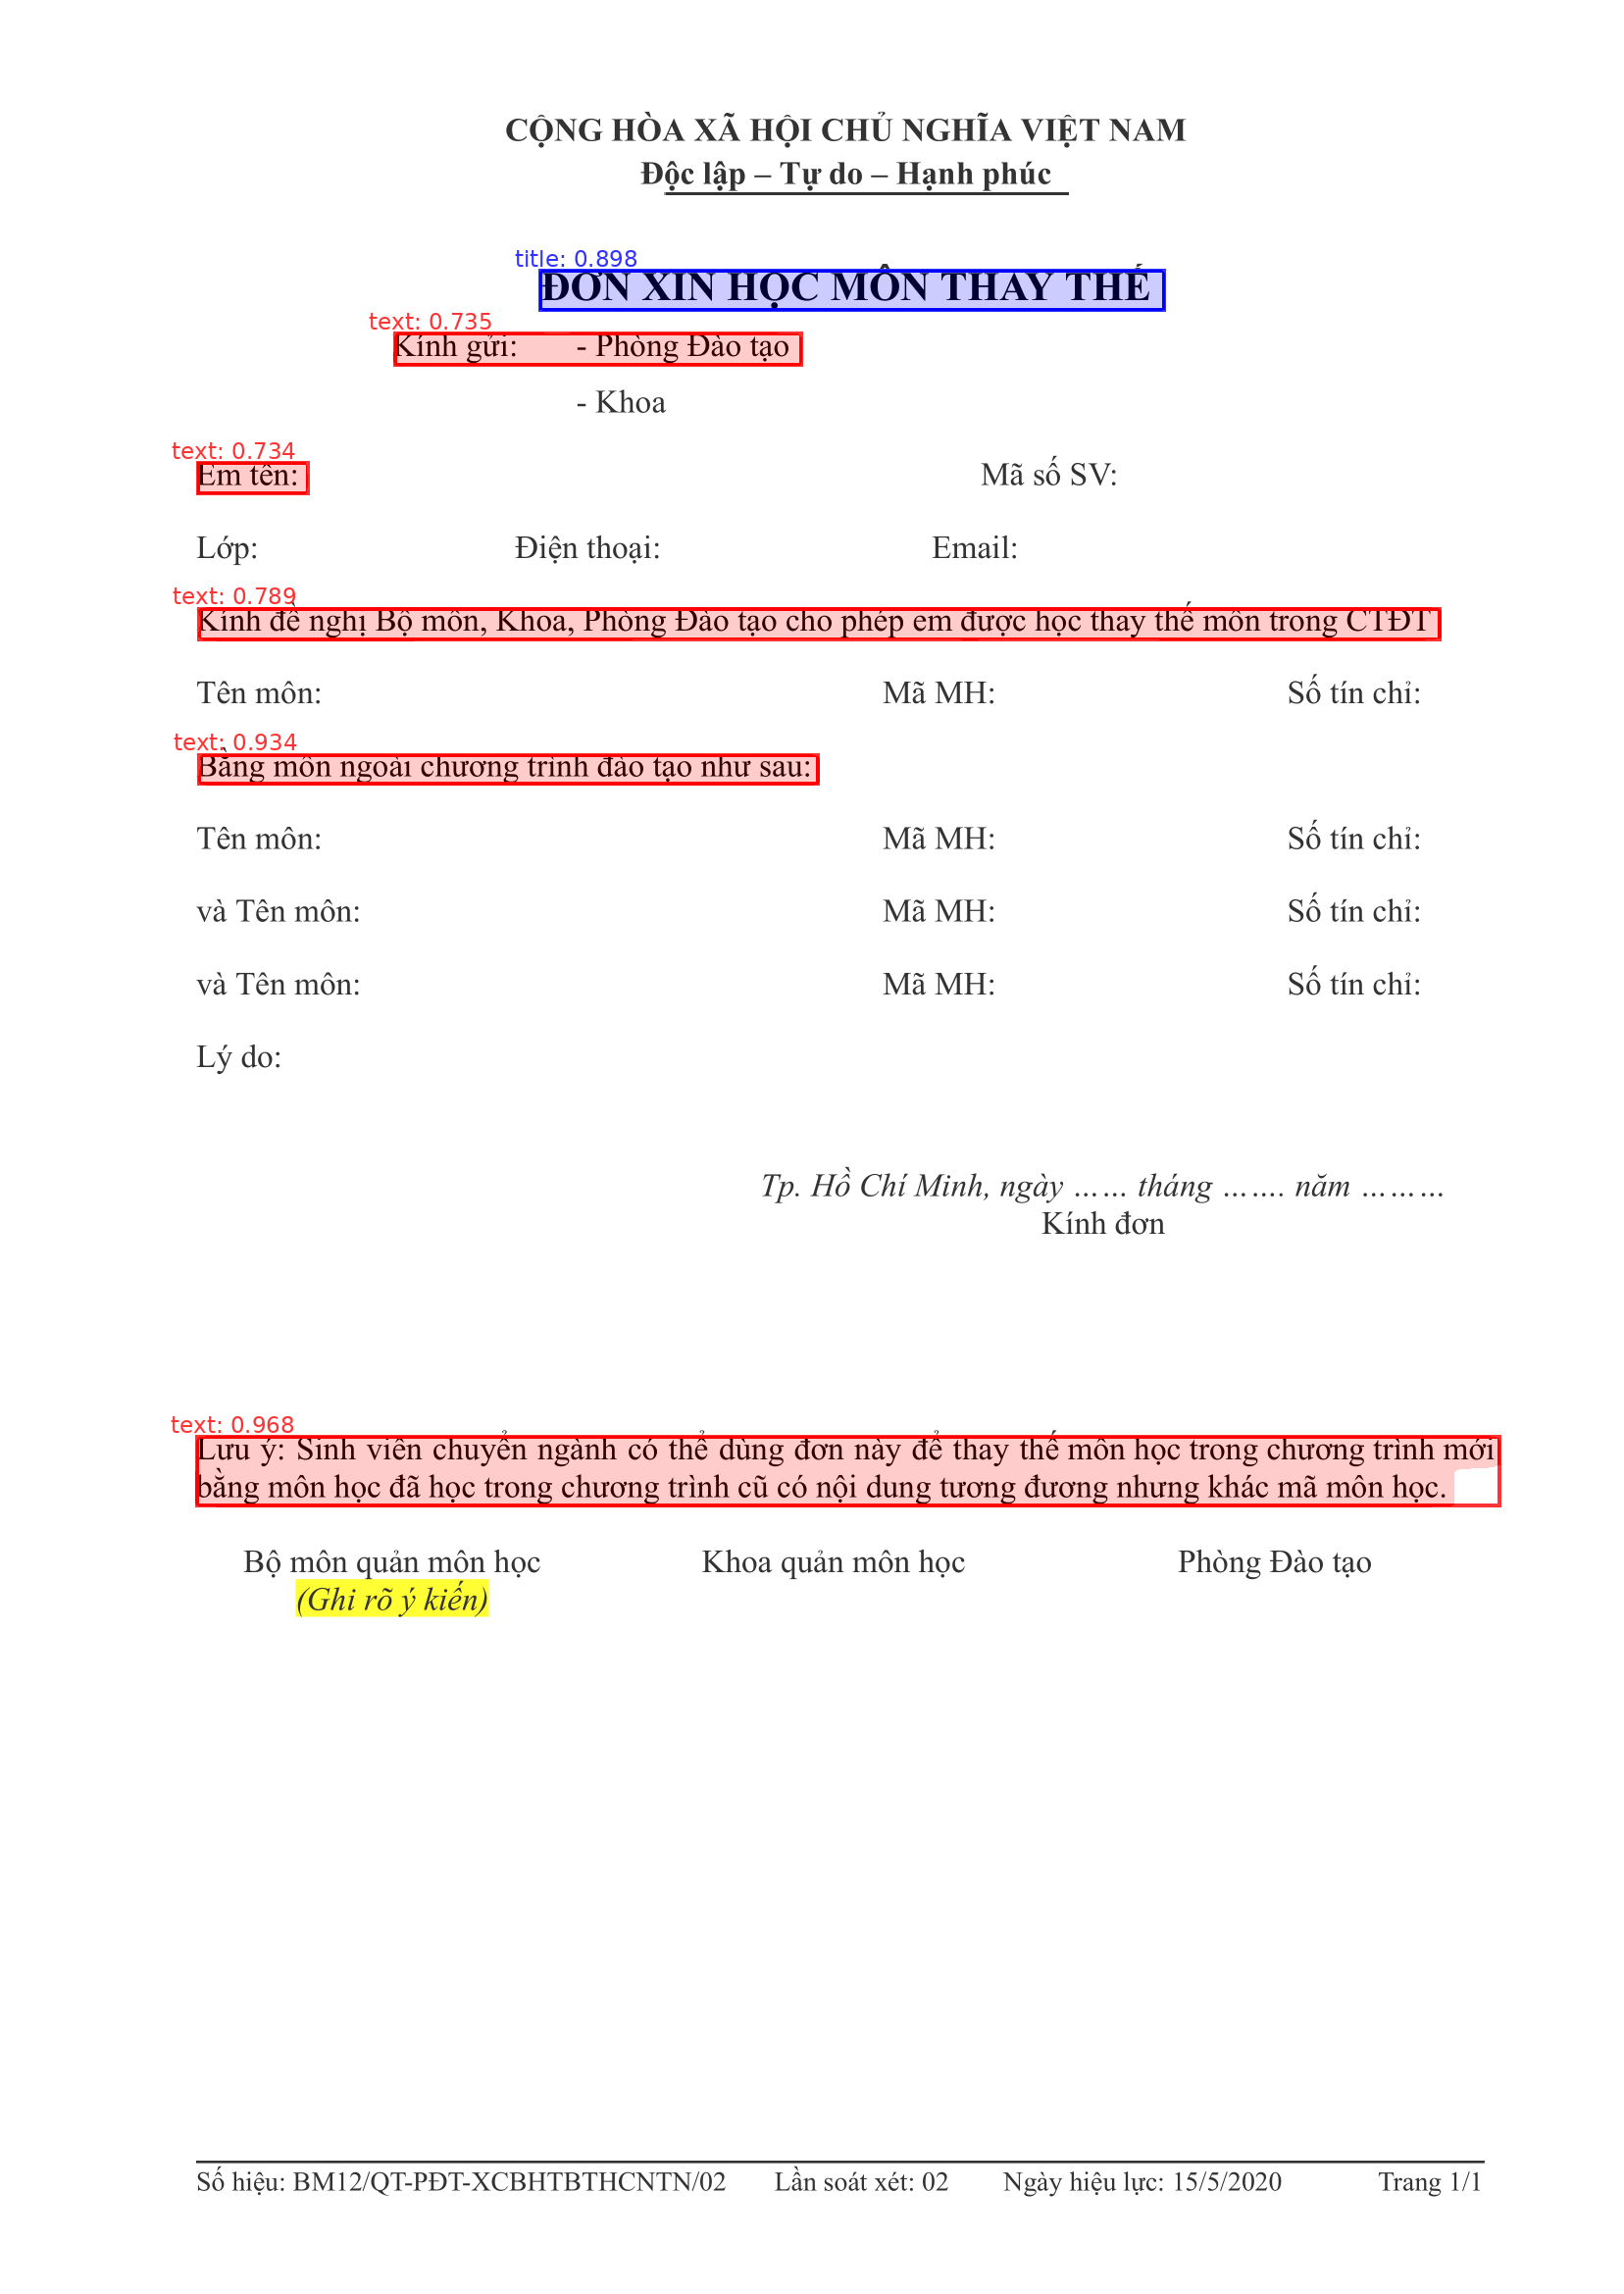 CỘNG HÒA XÃ HỘI CHỦ NGHĨA VIỆT NAM
Độc lập – Tự do – Hạnh phúc
title: 0.898
ĐƠN XIN HỌC MÔN THAY THẾ
text: 0.735
Kính gửi: - Phòng Đào tạo
- Khoa
text: 0.734
Em tên: Mã số SV:
Lớp: Điện thoại: Email:
text: 0.789
Kính đề nghị Bộ môn, Khoa, Phòng Đào tạo cho phép em được học thay thế môn trong CTĐT
Tên môn: Mã MH: Số tín chỉ:
text: 0.934
Bằng môn ngoài chương trình đào tạo như sau:
Tên môn: Mã MH: Số tín chỉ:
và Tên môn: Mã MH: Số tín chỉ:
và Tên môn: Mã MH: Số tín chỉ:
Lý do:
Tp. Hồ Chí Minh, ngày …… tháng ……. năm ………
Kính đơn
text: 0.968
Lưu ý: Sinh viên chuyển ngành có thể dùng đơn này để thay thế môn học trong chương trình mới
bằng môn học đã học trong chương trình cũ có nội dung tương đương nhưng khác mã môn học.
Bộ môn quản môn học Khoa quản môn học Phòng Đào tạo
(Ghi rõ ý kiến)
Số hiệu: BM12/QT-PĐT-XCBHTBTHCNTN/02 Lần soát xét: 02 Ngày hiệu lực: 15/5/2020 Trang 1/1